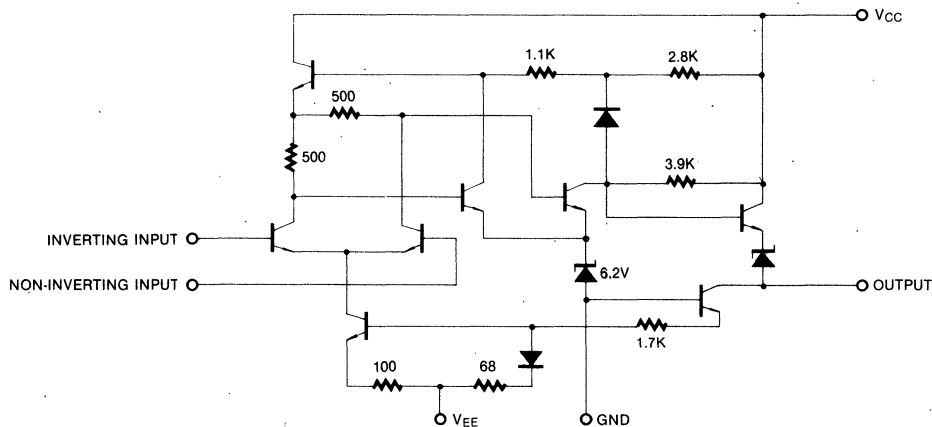 VCC
1.1K
2.8K
500
500
3.9K
INVERTING INPUT
NON-INVERTING INPUT
6.2V
OUTPUT
1.7K
100
68
VEE
GND